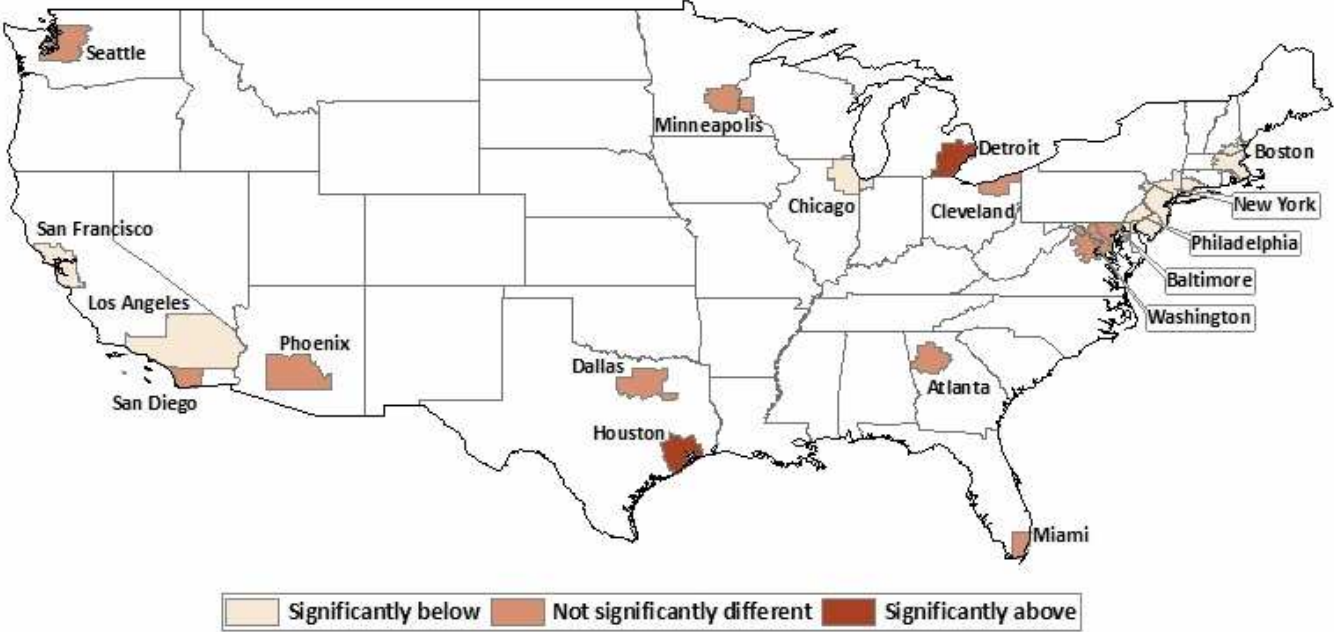 Seattle
Minneapolis
Detroit
Boston
Chicago
Cleveland
New York
San Francisco
Philadelphia
Baltimore
Los Angeles
Washington
Phoenix
Dallas
Atlanta
San Diego
Houston
Miami
Significantly below
Not significantly different
Significantly above